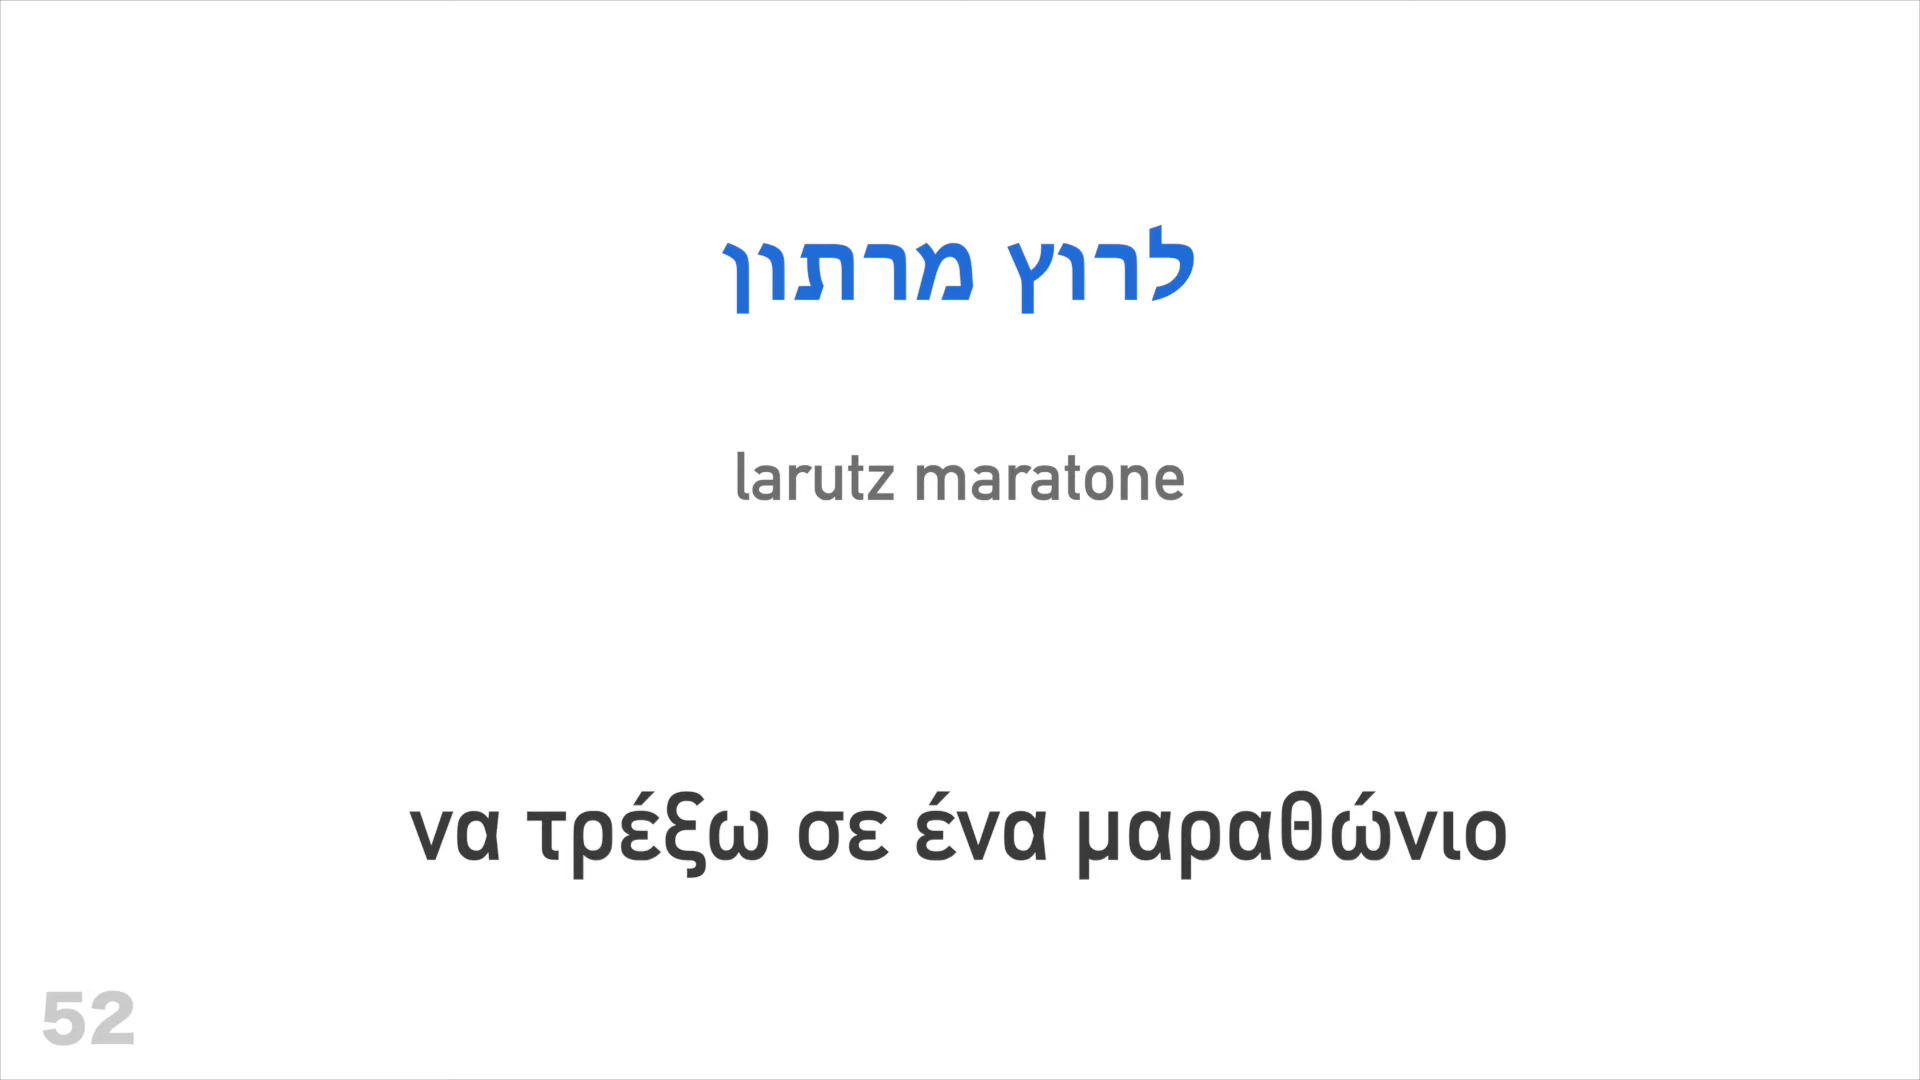 לרוץ מרתון
larutz maratone
να τρέξω σε ένα μαραθώνιο
52